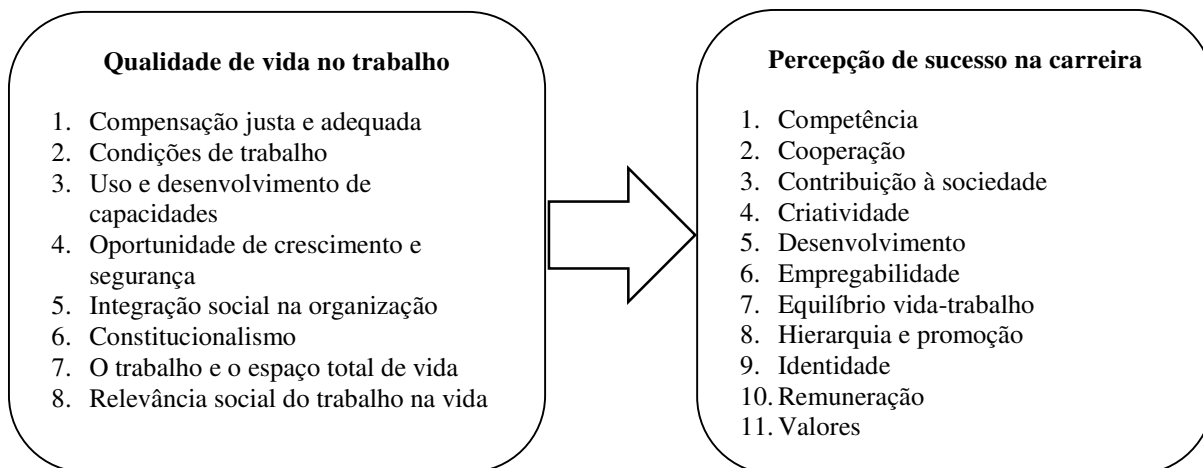 Qualidade de vida no trabalho
1. Compensação justa e adequada
2. Condições de trabalho
3. Uso e desenvolvimento de
capacidades
4. Oportunidade de crescimento e
segurança
5. Integração social na organização
6. Constitucionalismo
7. O trabalho e o espaço total de vida
8. Relevância social do trabalho na vida
Percepção de sucesso na carreira
1. Competência
2. Cooperação
3. Contribuição à sociedade
4. Criatividade
5. Desenvolvimento
6. Empregabilidade
7. Equilíbrio vida-trabalho
8. Hierarquia e promoção
9. Identidade
10. Remuneração
11. Valores